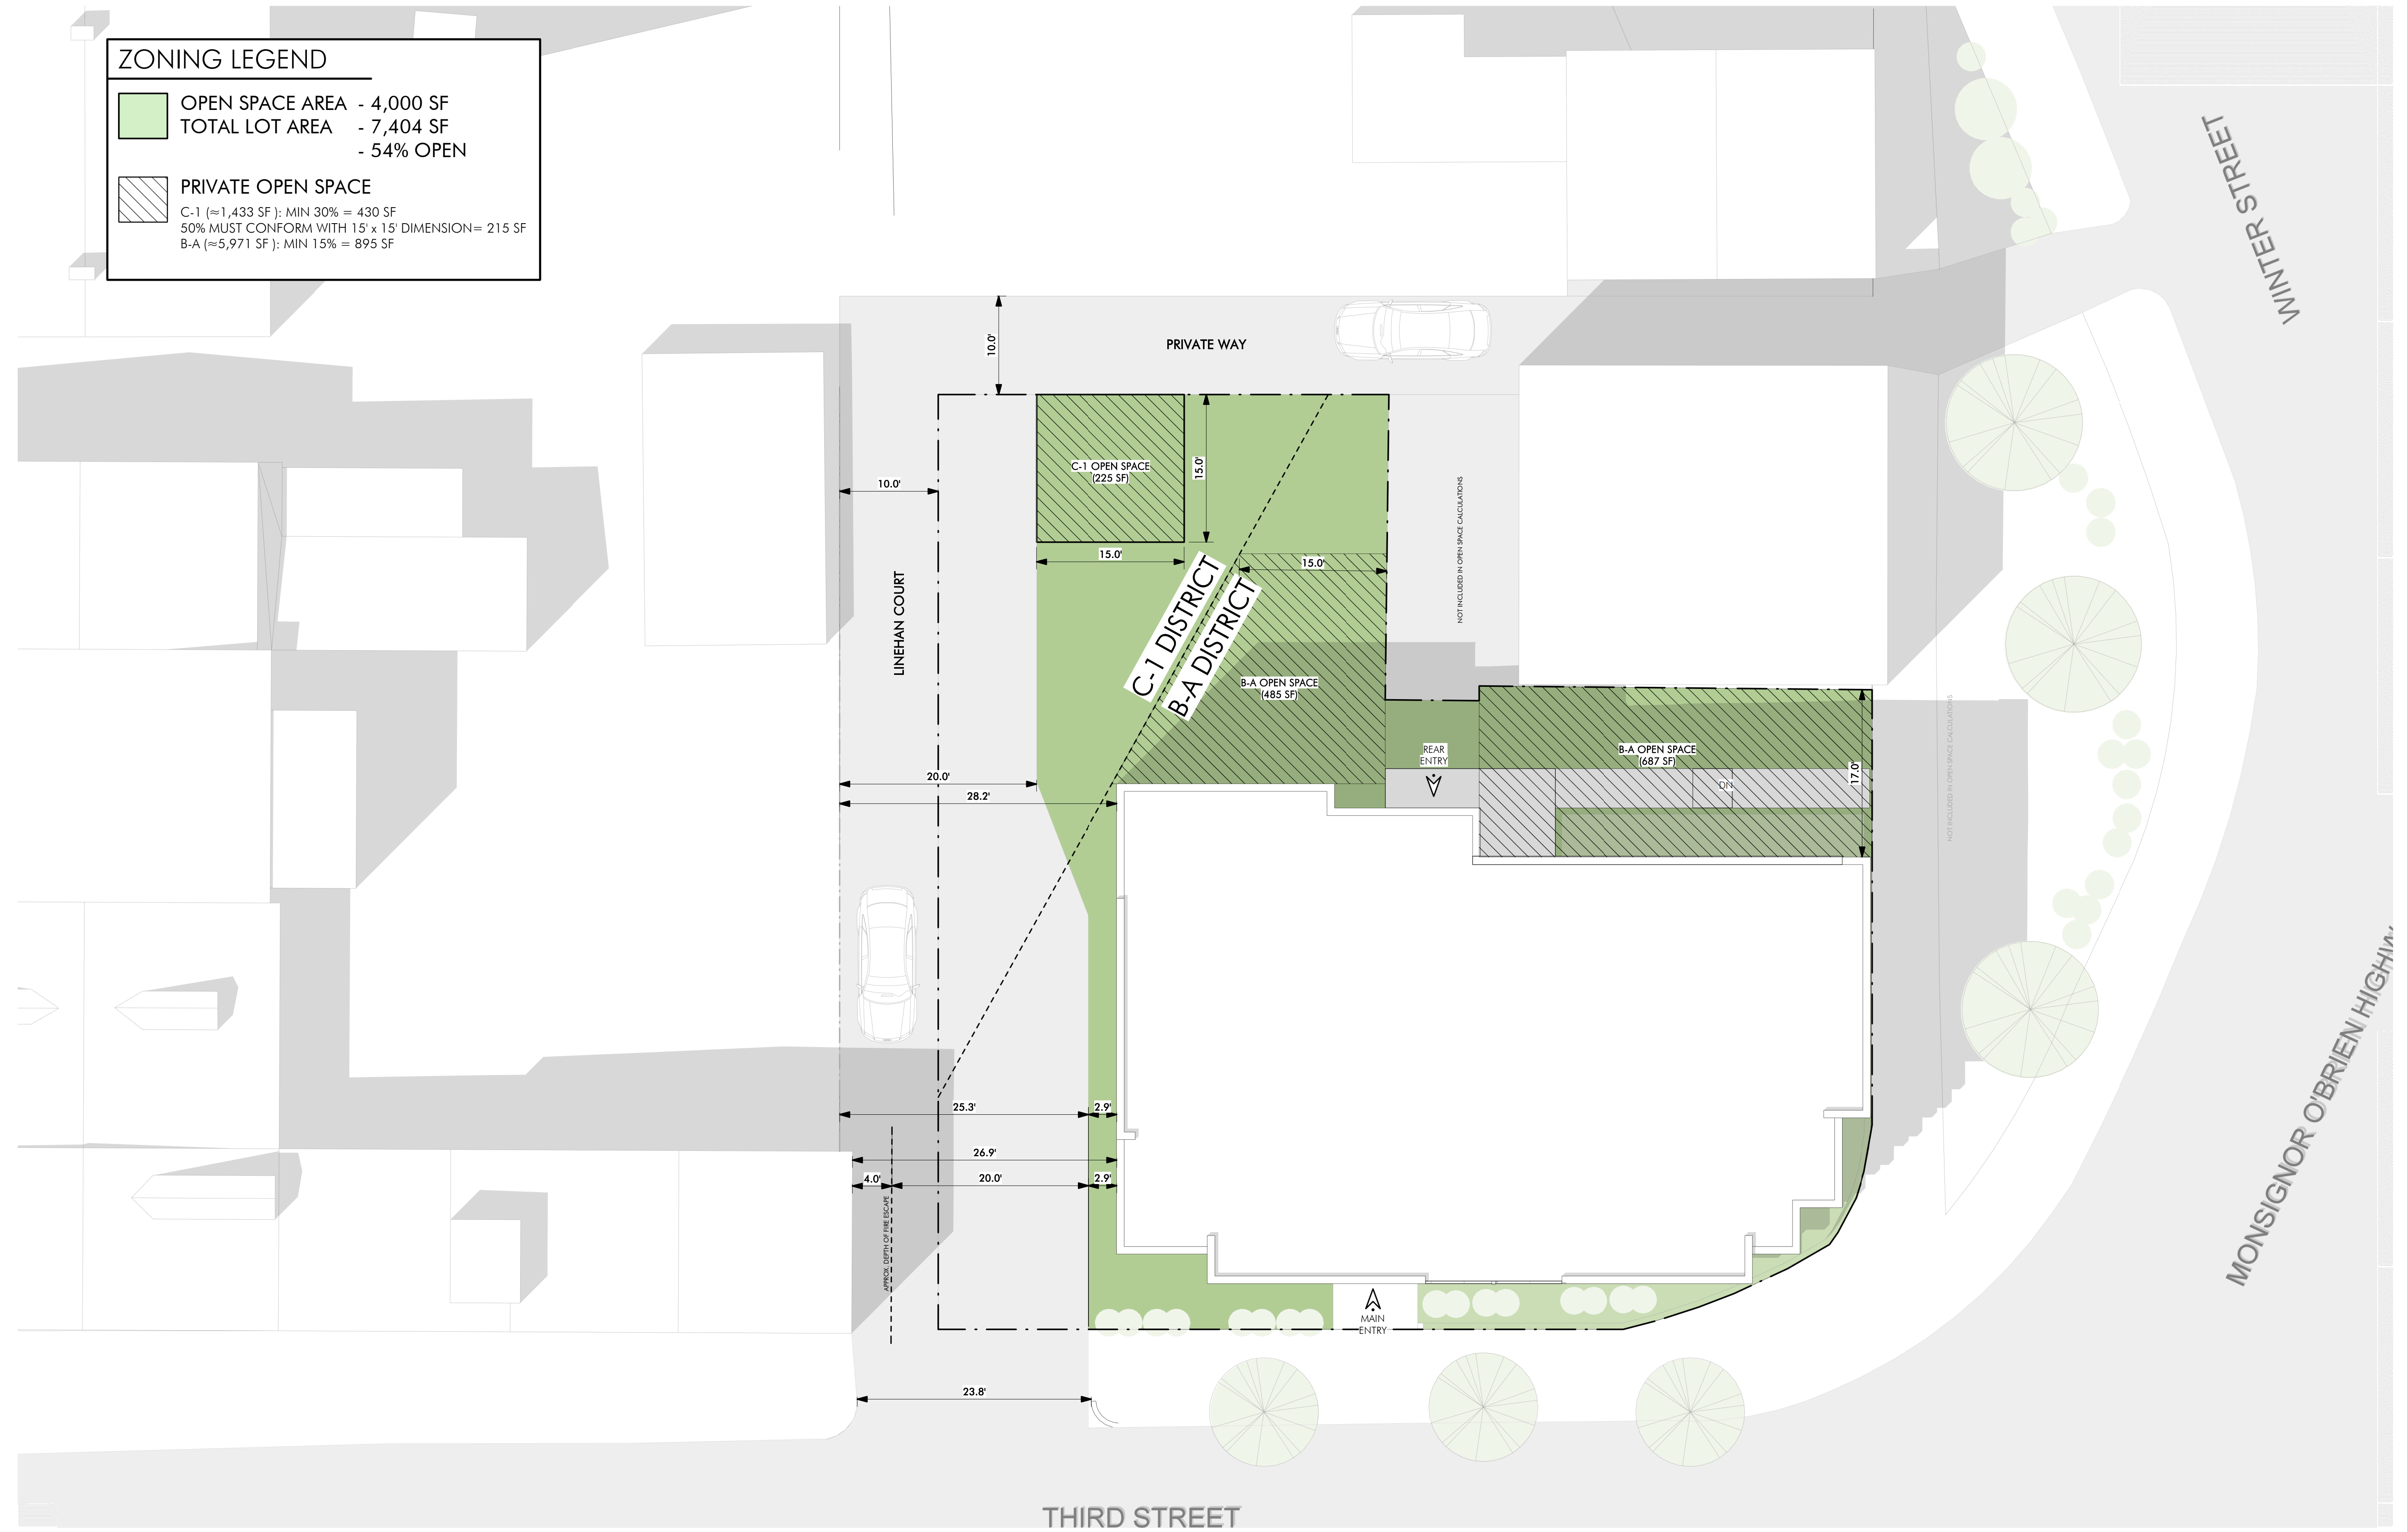 ZONING LEGEND
OPEN SPACE AREA - 4,000 SF
TOTAL LOT AREA - 7,404 SF
- 54% OPEN
PRIVATE OPEN SPACE
C-1 (≈1,433 SF ): MIN 30% = 430 SF
50% MUST CONFORM WITH 15' x 15' DIMENSION= 215 SF
B-A (≈5,971 SF ): MIN 15% = 895 SF
WINTER STREET
10.0'
PRIVATE WAY
C-1 OPEN SPACE
(225 SF)
15.0'
10.0'
NOT INCLUDED IN OPEN SPACE CALCULATIONS
15.0'
15.0'
LINEHAN COURT
C-1 DISTRICT
B-A DISTRICT
B-A OPEN SPACE
(485 SF)
REAR
ENTRY
B-A OPEN SPACE
(687 SF)
17.0'
DN
NOT INCLUDED IN OPEN SPACE CALCULATIONS
20.0'
28.2'
25.3'
2.9'
26.9'
4.0'
20.0'
2.9'
APPROX. DEPTH OF FIRE ESCAPE
MAIN
ENTRY
23.8'
MONSIGNOR O'BRIEN HIGHW
THIRD STREET